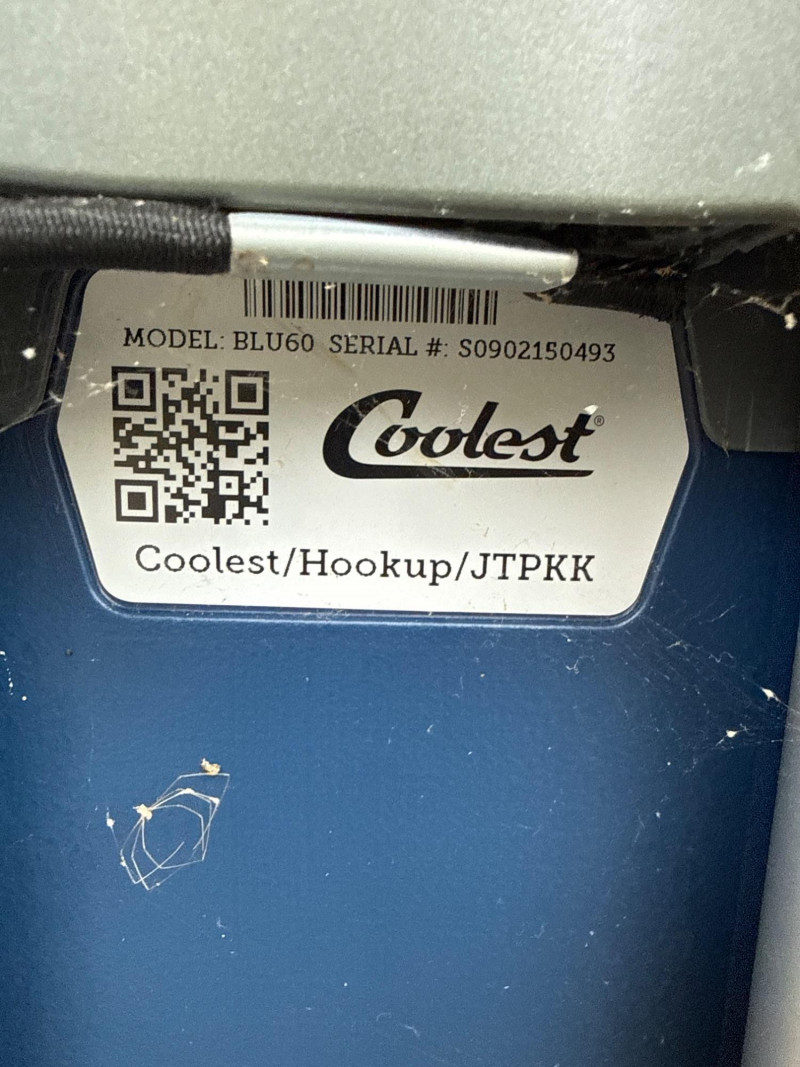 MODEL: BLU60 SERIAL #: S0902150493
Coolest®
Coolest/Hookup/JTPKK